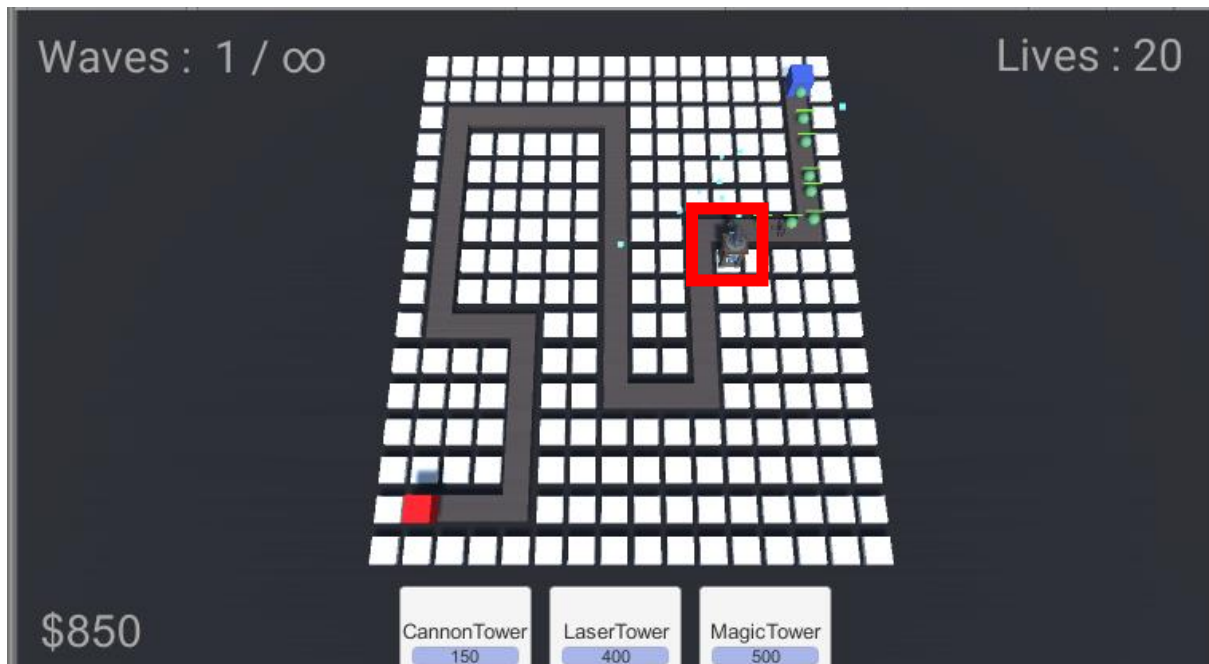 Waves : 1 / ∞
Lives : 20
$850
CannonTower
150
LaserTower
400
MagicTower
500